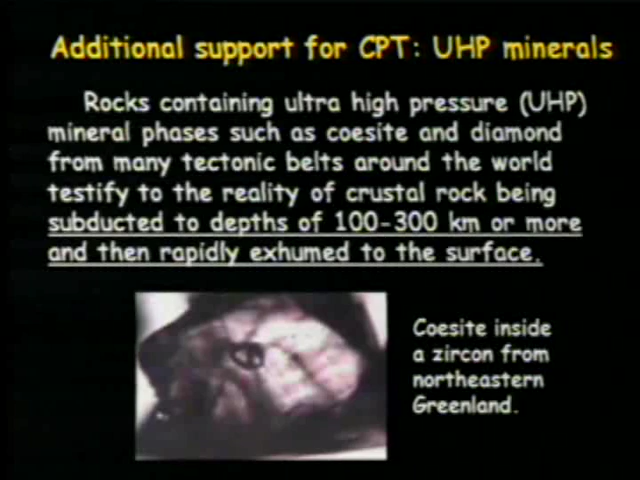 Additional support for CPT: UHP minerals
Rocks containing ultra high pressure (UHP)
mineral phases such as coesite and diamond
from many tectonic belts around the world
testify to the reality of crustal rock being
subducted to depths of 100-300 km or more
and then rapidly exhumed to the surface.
Coesite inside
a zircon from
northeastern
Greenland.